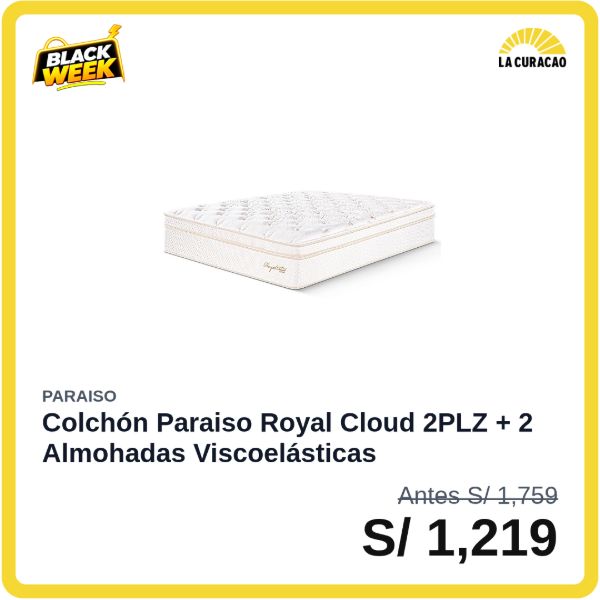 BLACK
WEEK
LA CURACAO
PARAISO
Colchón Paraiso Royal Cloud 2PLZ + 2
Almohadas Viscoelásticas
Antes S/ 1,759
S/ 1,219